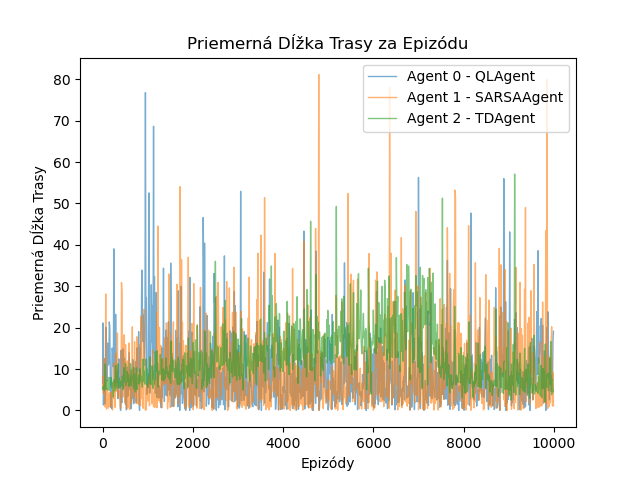 Priemerná Dĺžka Trasy za Epizódu
Agent 0 - QLAgent
Agent 1 - SARSAAgent
Agent 2 - TDAgent
Priemerná Dĺžka Trasy
80
70
60
50
40
30
20
10
0
0 2000 4000 6000 8000 10000
Epizódy